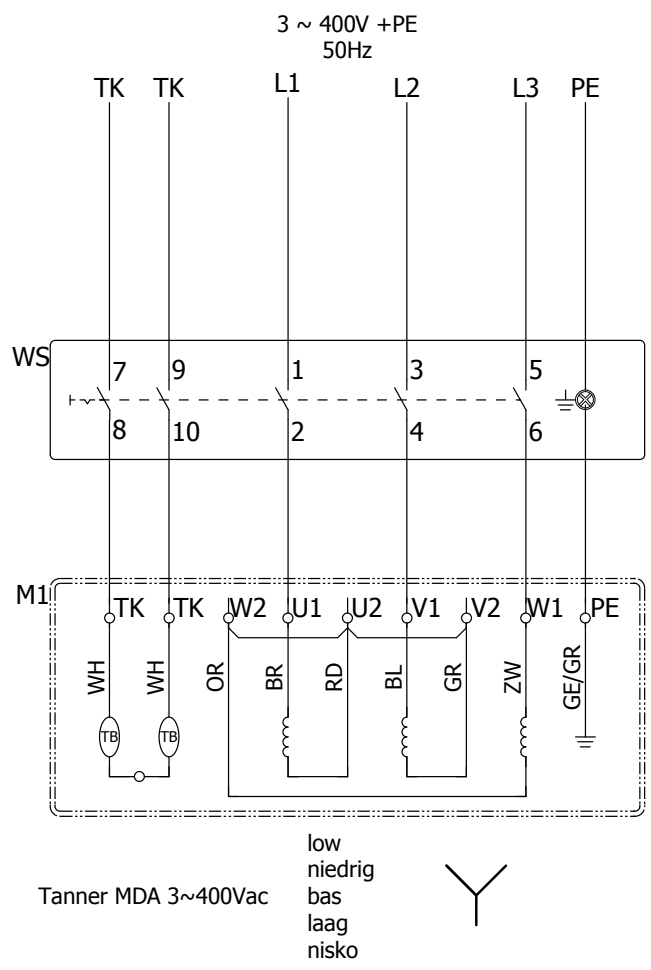 3 ~ 400V +PE
50Hz
TK TK L1 L2 L3 PE
WS
7 9 1 3 5
8 10 2 4 6
M1
TK TK W2 U1 U2 V1 V2 W1 PE
WH WH OR BR RD BL GR ZW GE/GR
TB TB
low
niedrig
Tanner MDA 3~400Vac bas
laag
nisko